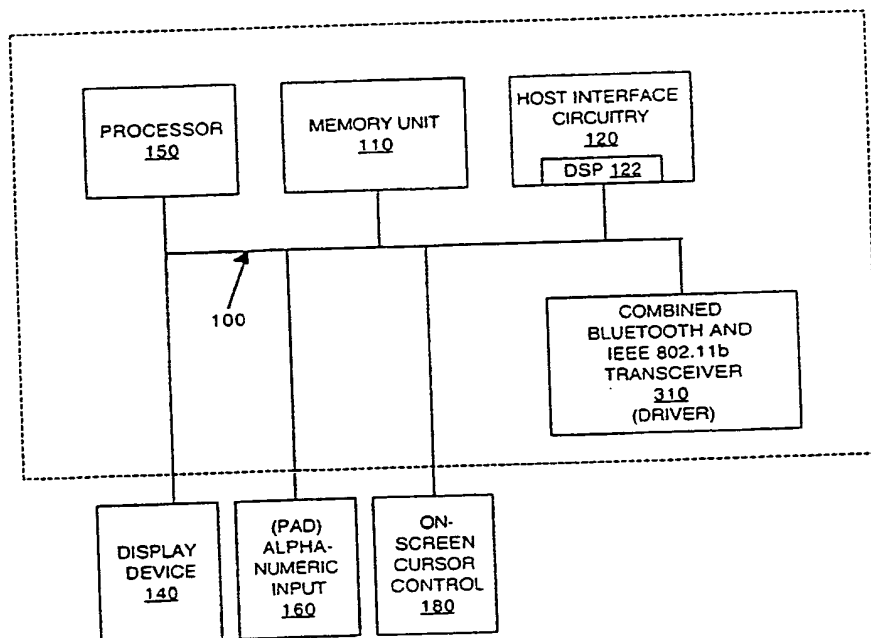 PROCESSOR
150
MEMORY UNIT
110
HOST INTERFACE
CIRCUITRY
120
DSP 122
100
COMBINED
BLUETOOTH AND
IEEE 802.11b
TRANSCEIVER
310
(DRIVER)
DISPLAY
DEVICE
140
(PAD)
ALPHA-
NUMERIC
INPUT
160
ON-
SCREEN
CURSOR
CONTROL
180